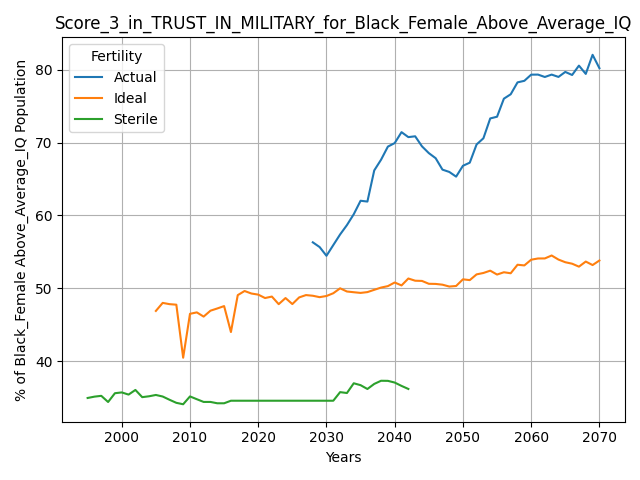 Score_3_in_TRUST_IN_MILITARY_for_Black_Female_Above_Average_IQ
Fertility
Actual
Ideal
Sterile
% of Black_Female Above_Average_IQ Population
80
70
60
50
40
2000
2010
2020
2030
2040
2050
2060
2070
Years